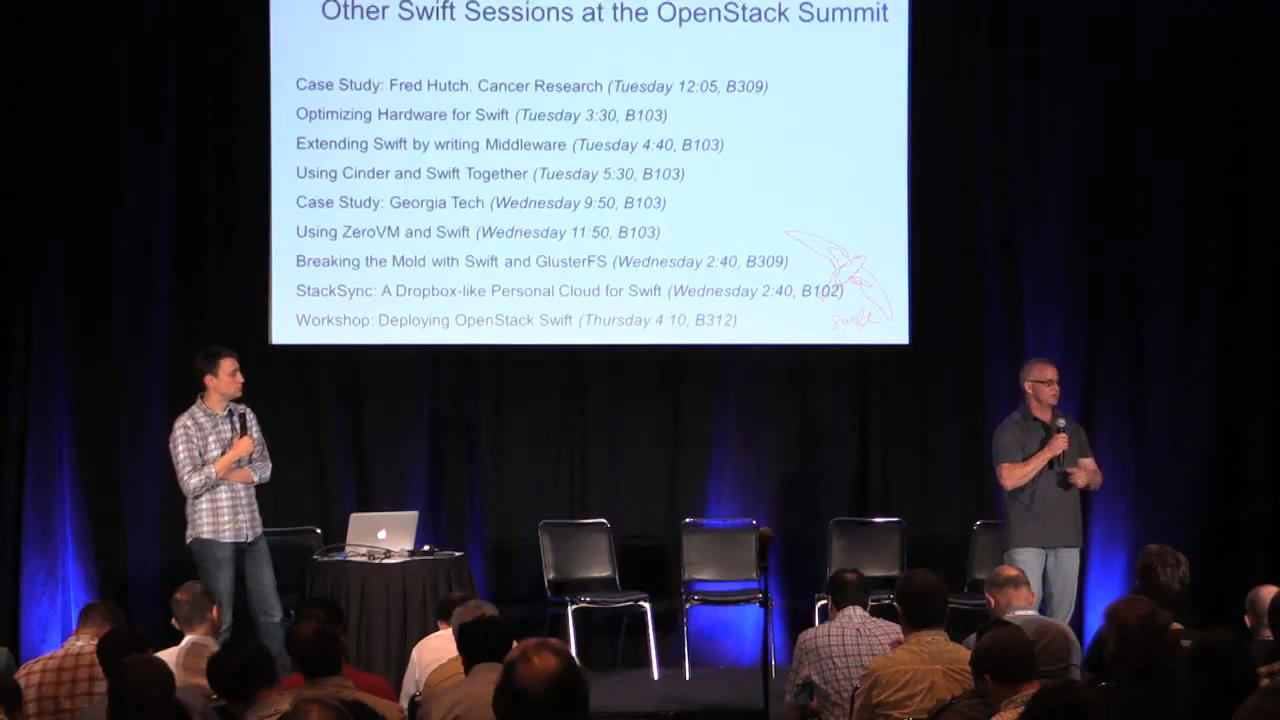 Other Swift Sessions at the OpenStack Summit
Case Study: Fred Hutch. Cancer Research (Tuesday 12:05, B309)
Optimizing Hardware for Swift (Tuesday 3:30, B103)
Extending Swift by writing Middleware (Tuesday 4:40, B103)
Using Cinder and Swift Together (Tuesday 5:30, B103)
Case Study: Georgia Tech (Wednesday 9:50, B103)
Using ZeroVM and Swift (Wednesday 11:50, B103)
Breaking the Mold with Swift and GlusterFS (Wednesday 2:40, B309)
StackSync: A Dropbox-like Personal Cloud for Swift (Wednesday 2:40, B102)
Workshop: Deploying OpenStack Swift (Thursday 4:10, B312)
swift